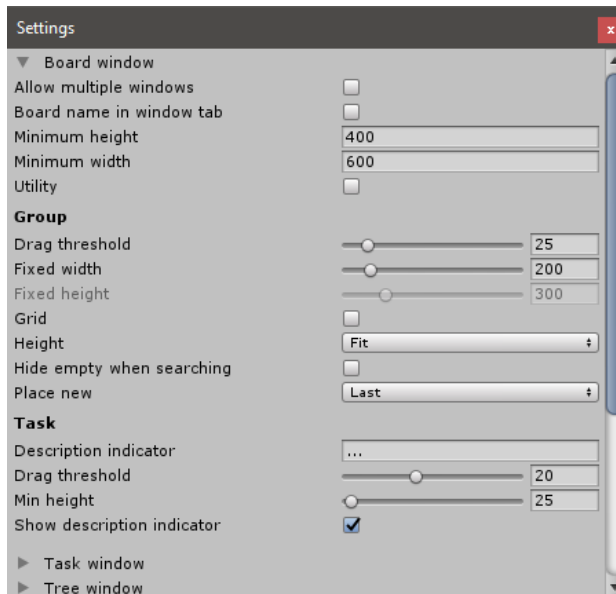 Settings
x
Board window
Allow multiple windows
Board name in window tab
Minimum height 400
Minimum width 600
Utility
Group
Drag threshold 25
Fixed width 200
Fixed height 300
Grid
Height Fit
Hide empty when searching
Place new Last
Task
Description indicator ...
Drag threshold 20
Min height 25
Show description indicator
Task window
Tree window